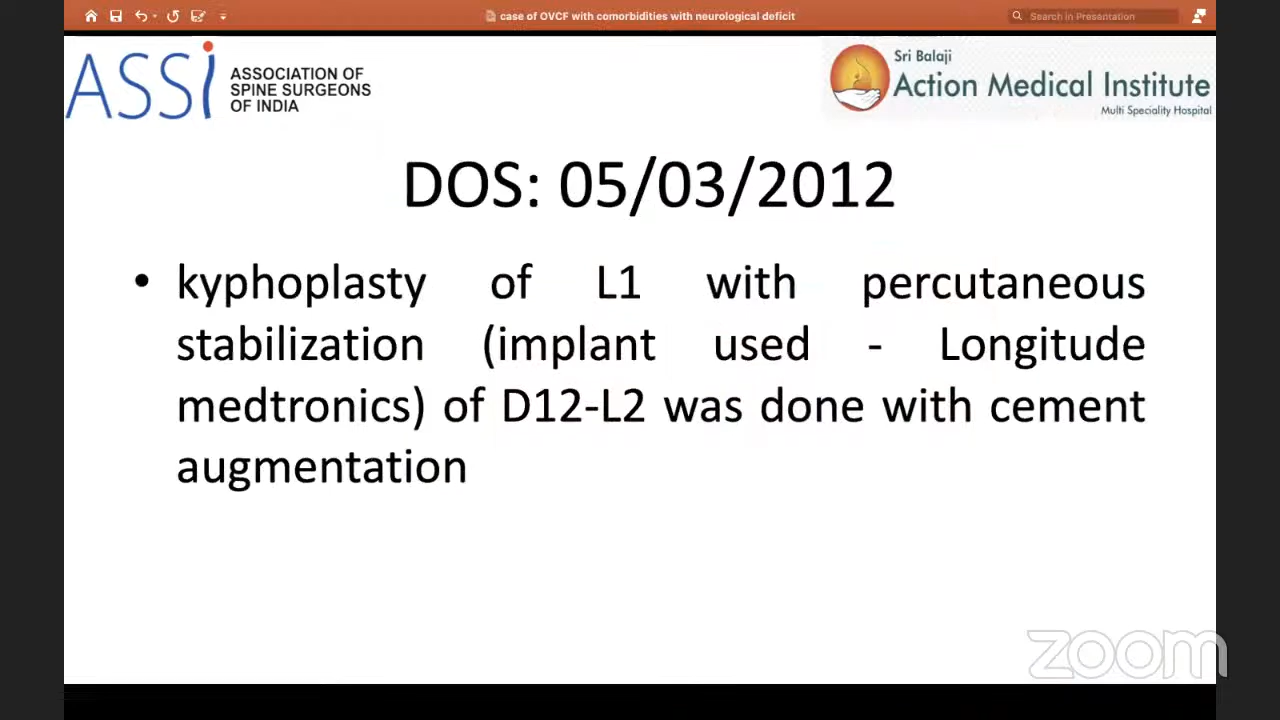 case of OVCF with comorbidities with neurological deficit
Search in Presentation
ASSi
ASSOCIATION OF
SPINE SURGEONS
OF INDIA
Sri Balaji
Action Medical Institute
Multi Speciality Hospital
DOS: 05/03/2012
• kyphoplasty of L1 with percutaneous
stabilization (implant used - Longitude
medtronics) of D12-L2 was done with cement
augmentation
zoom